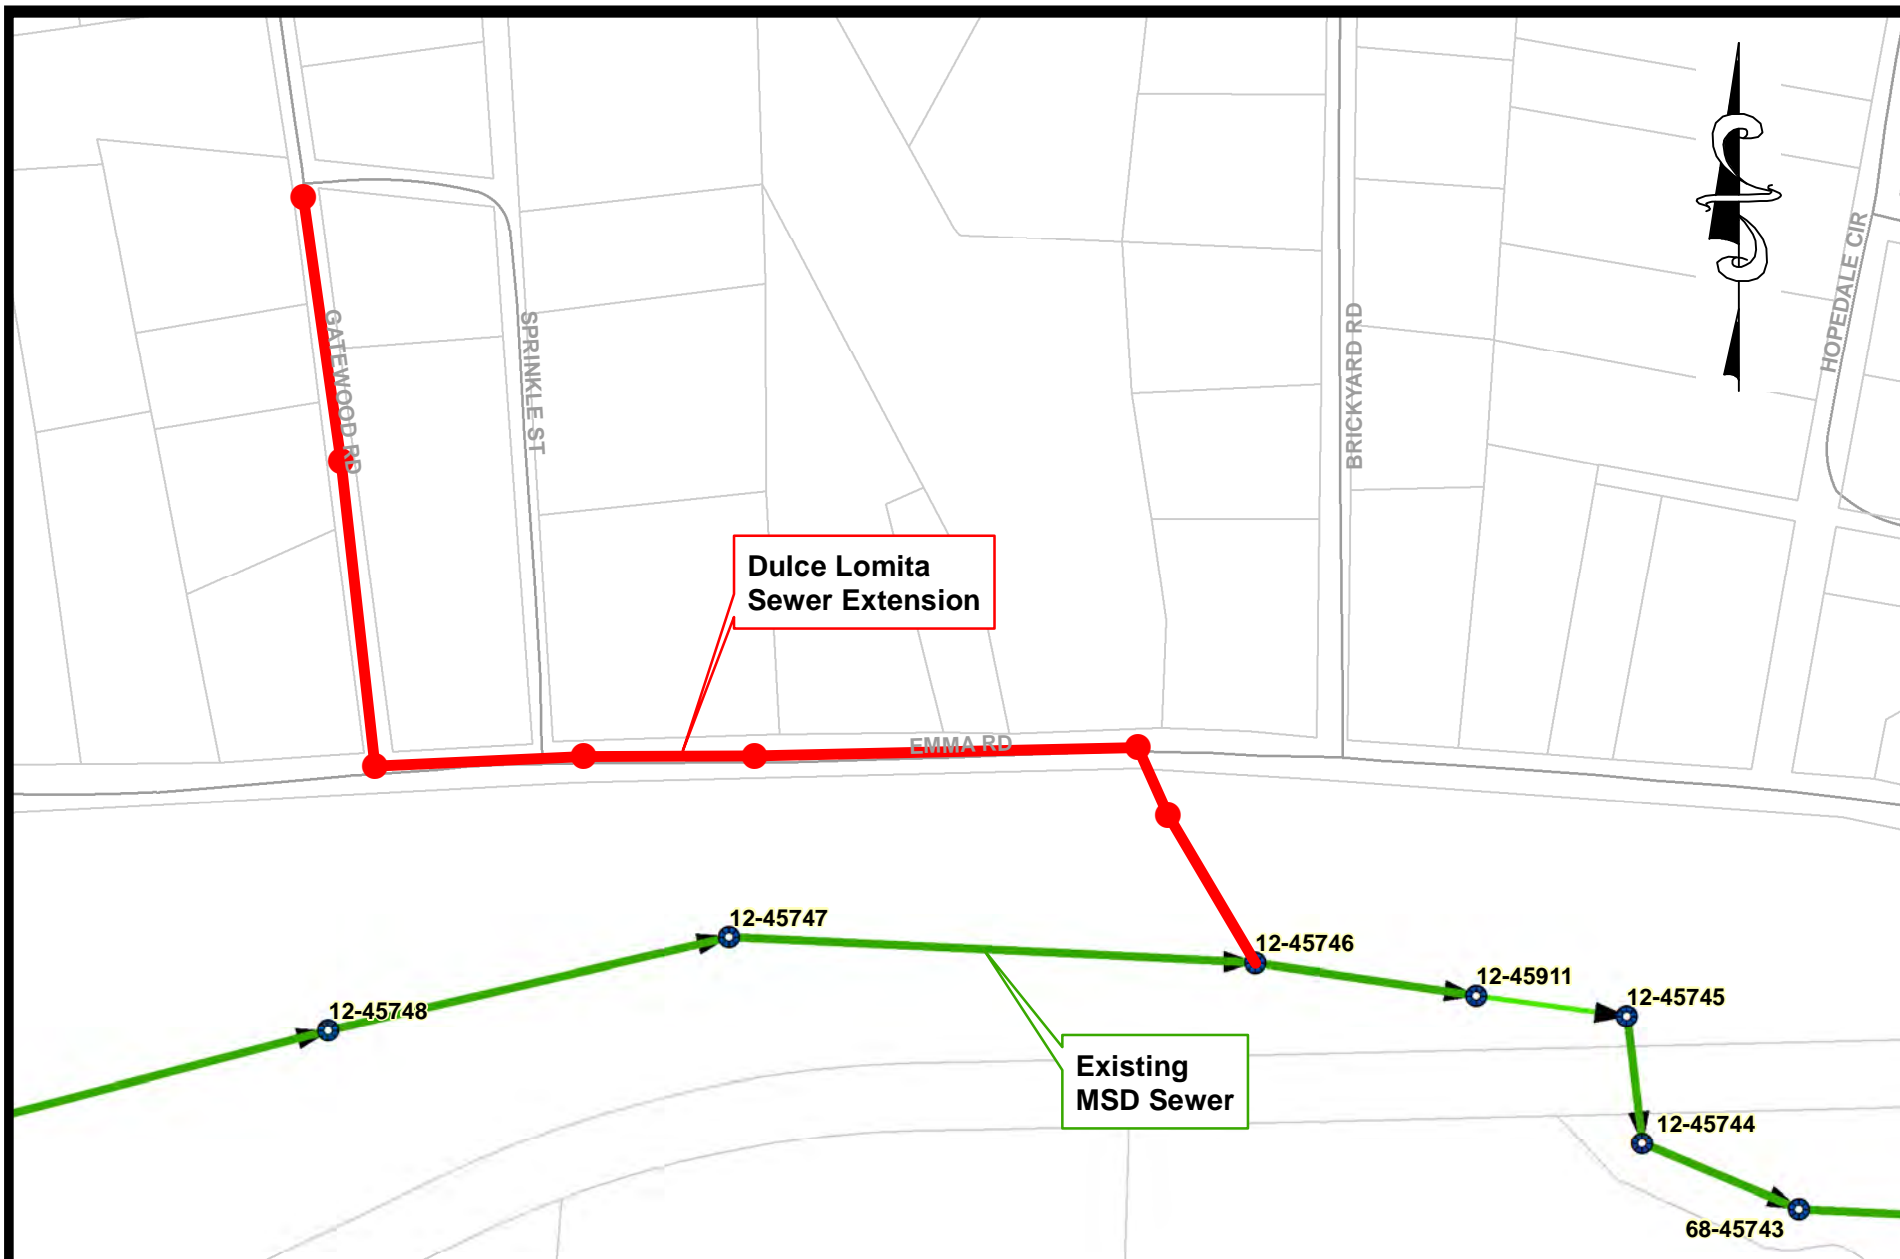 GATEWOOD RD
SPRINKLE ST
BRICKYARD RD
HOPEDALE CIR
Dulce Lomita
Sewer Extension
EMMA RD
12-45747
12-45746
12-45911
12-45745
12-45748
Existing
MSD Sewer
12-45744
68-45743